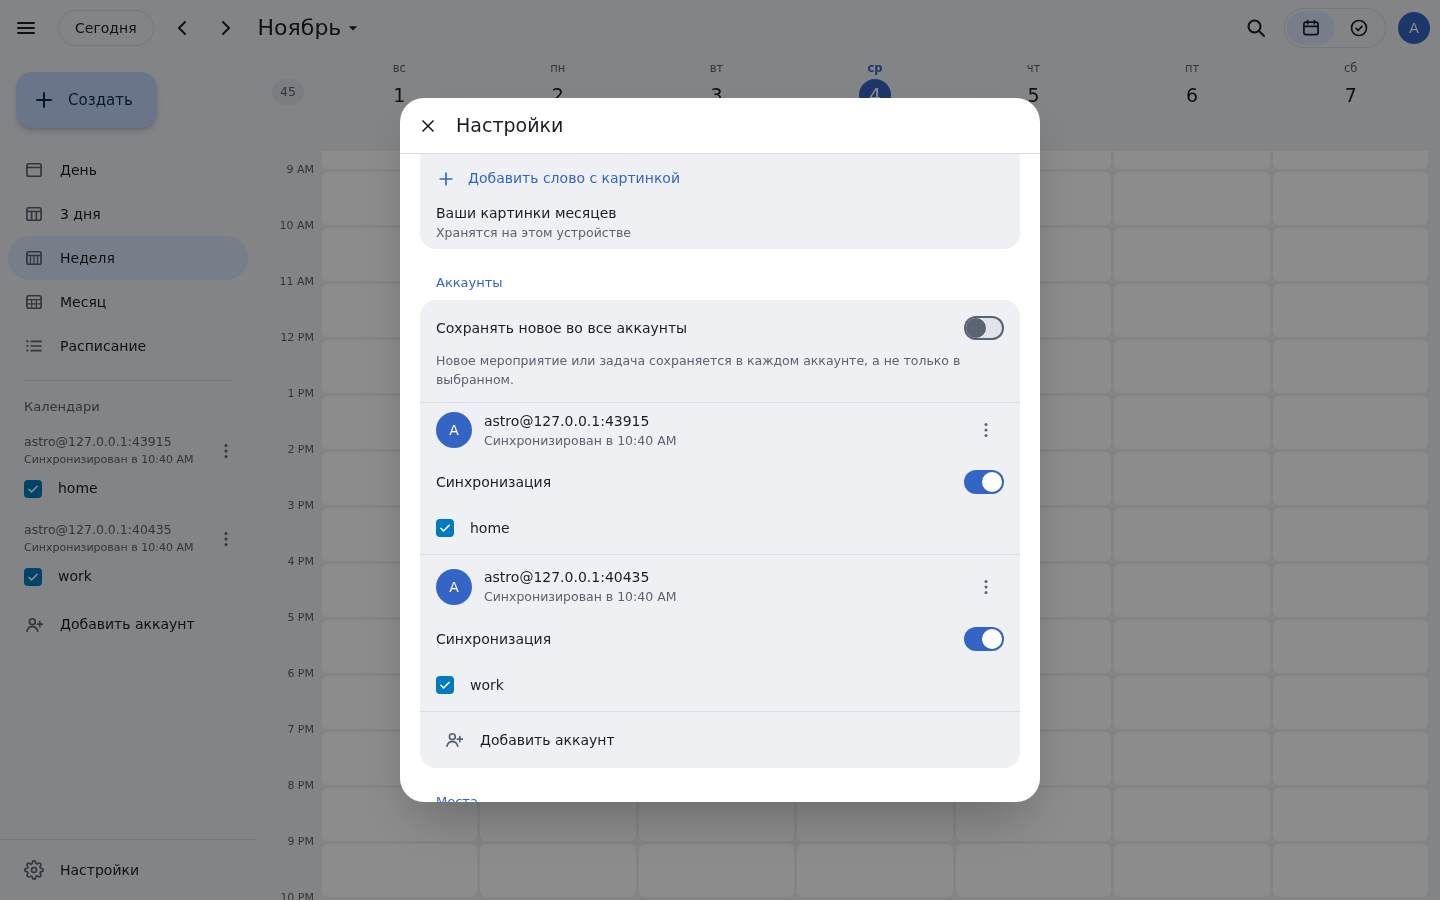 Сегодня
Ноябрь
A
Создать
День
3 дня
Неделя
Месяц
Расписание
Календари
astro@127.0.0.1:43915
Синхронизирован в 10:40 AM
home
astro@127.0.0.1:40435
Синхронизирован в 10:40 AM
work
Добавить аккаунт
Настройки
45
вс
1
пн
2
вт
3
ср
4
чт
5
пт
6
сб
7
9 AM
10 AM
11 AM
12 PM
1 PM
2 PM
3 PM
4 PM
5 PM
6 PM
7 PM
8 PM
9 PM
10 PM
Настройки
Добавить слово с картинкой
Ваши картинки месяцев
Хранятся на этом устройстве
Аккаунты
Сохранять новое во все аккаунты
Новое мероприятие или задача сохраняется в каждом аккаунте, а не только в
выбранном.
A
astro@127.0.0.1:43915
Синхронизирован в 10:40 AM
Синхронизация
home
A
astro@127.0.0.1:40435
Синхронизирован в 10:40 AM
Синхронизация
work
Добавить аккаунт
Места